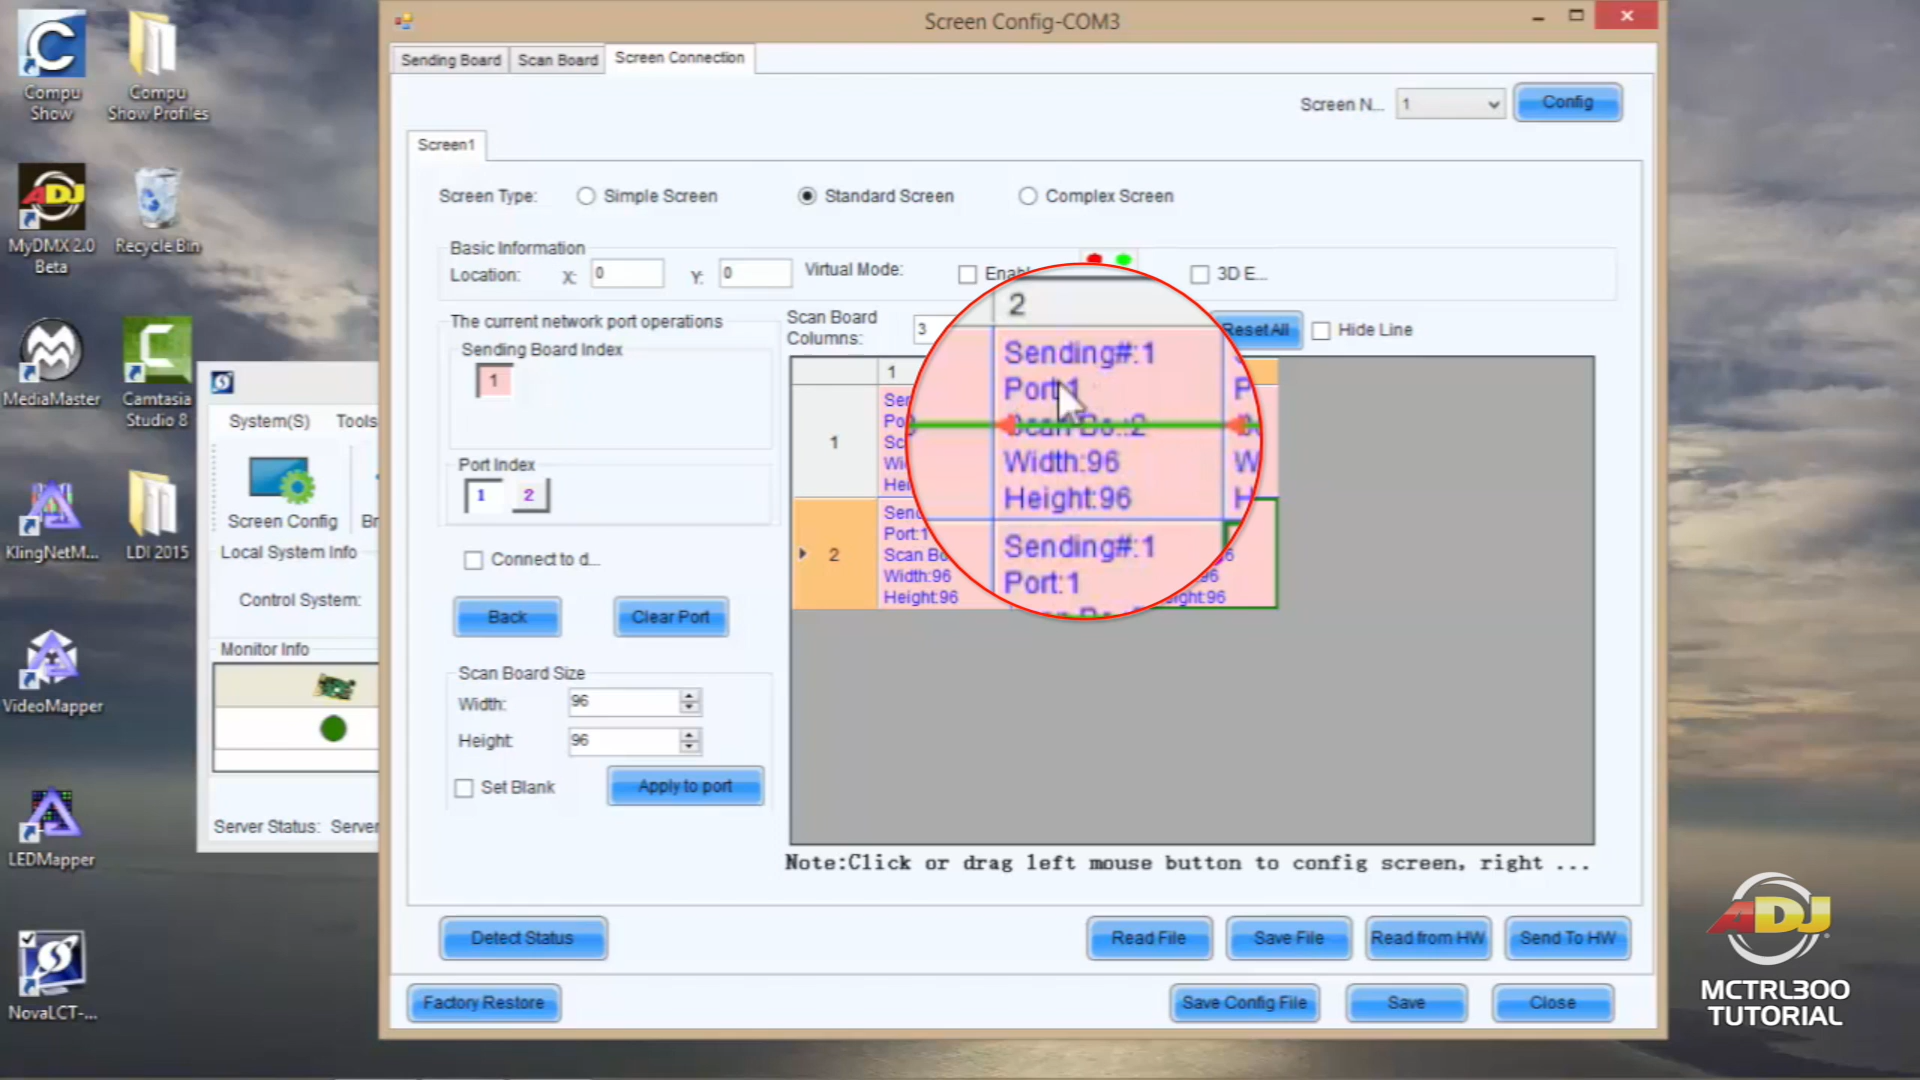 Screen Config-COM3
Sending Board
Scan Board
Screen Connection
Screen N...
1
Config
Screen1
Screen Type:
Simple Screen
Standard Screen
Complex Screen
Basic Information
Location:
X:
0
Y:
0
Virtual Mode:
3D E...
The current network port operations
Sending Board Index
1
Port Index
1
2
Connect to d...
Back
Clear Port
Scan Board Size
Width:
96
Height:
96
Set Blank
Apply to port
Scan Board
Columns:
3
Reset All
Hide Line
1
2
1
Sending#:1
Port:1
Scan Bo.:2
Width:96
Height:96
2
Port:1
Width:96
Height:96
Sending#:1
Port:1
Note:Click or drag left mouse button to config screen, right ...
Detect Status
Read File
Save File
Read from HW
Send To HW
Factory Restore
Save Config File
Save
Close
System(S)
Tools
Screen Config
Local System Info
Control System:
Monitor Info
Server Status: Server
Compu
Show
Compu
Show Profiles
ADJ
MyDMX 2.0
Beta
Recycle Bin
MediaMaster
Camtasia
Studio 8
KlingNetM...
LDI 2015
VideoMapper
LEDMapper
NovaLCT-...
ADJ
MCTRL300
TUTORIAL